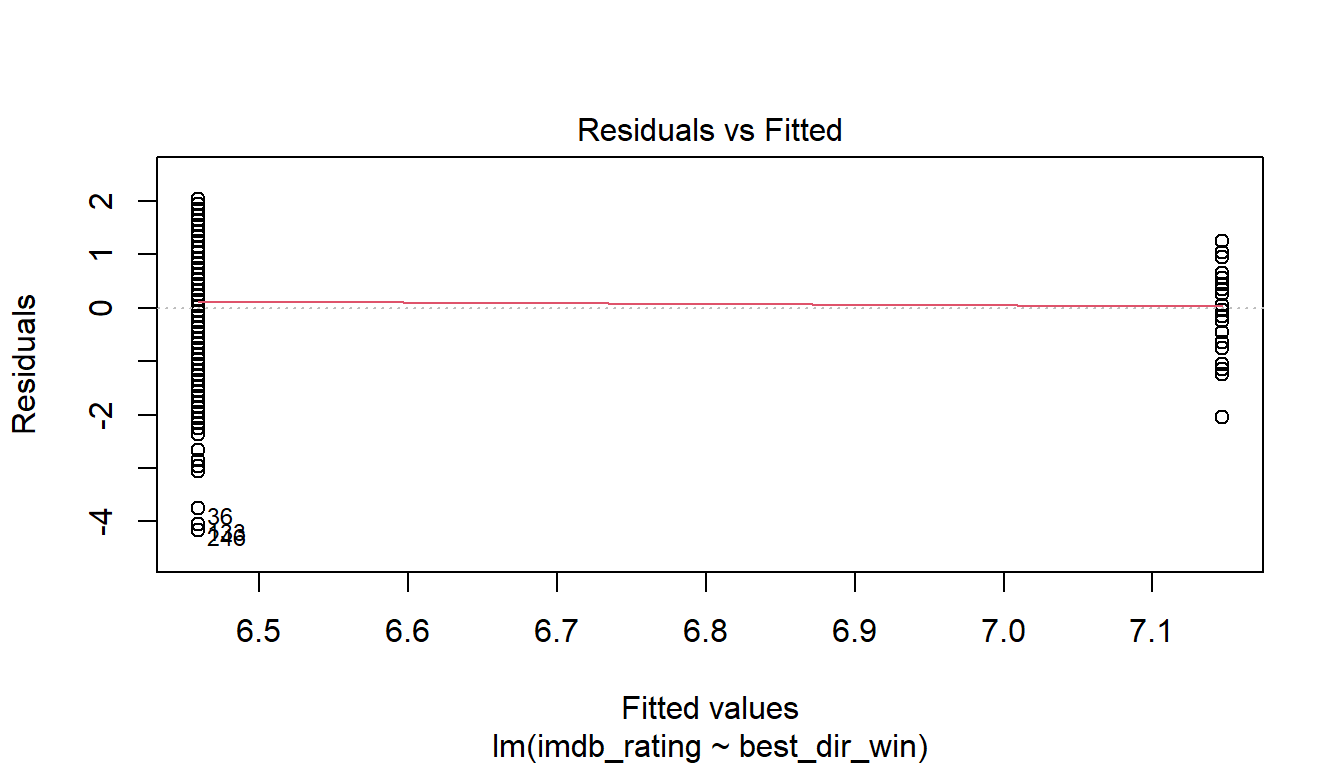 Residuals vs Fitted
Residuals
2
1
0
-2
-4
36
246
6.5 6.6 6.7 6.8 6.9 7.0 7.1
Fitted values
lm(imdb_rating ~ best_dir_win)